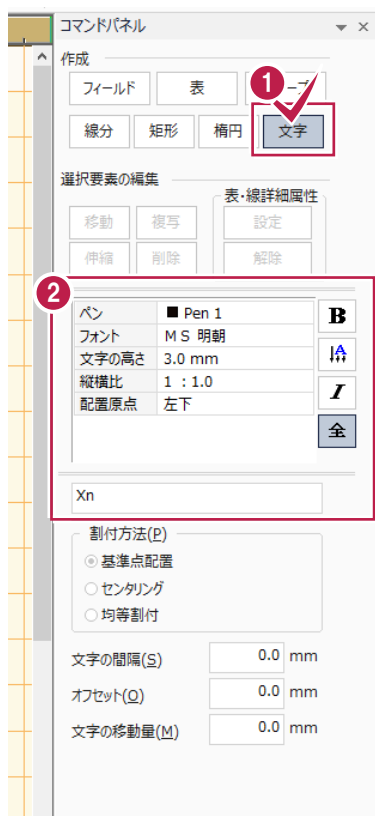 コマンドパネル
作成
フィールド 表
1
線分 矩形 楕円 文字
選択要素の編集
表・線詳細属性
移動 複写 設定
伸縮 削除 解除
2
ペン Pen 1 B
フォント MS 明朝
文字の高さ 3.0 mm A
縦横比 1 : 1.0 I
配置原点 左下
全
Xn
割付方法(P)
基準点配置
センタリング
均等割付
文字の間隔(S) 0.0 mm
オフセット(O) 0.0 mm
文字の移動量(M) 0.0 mm